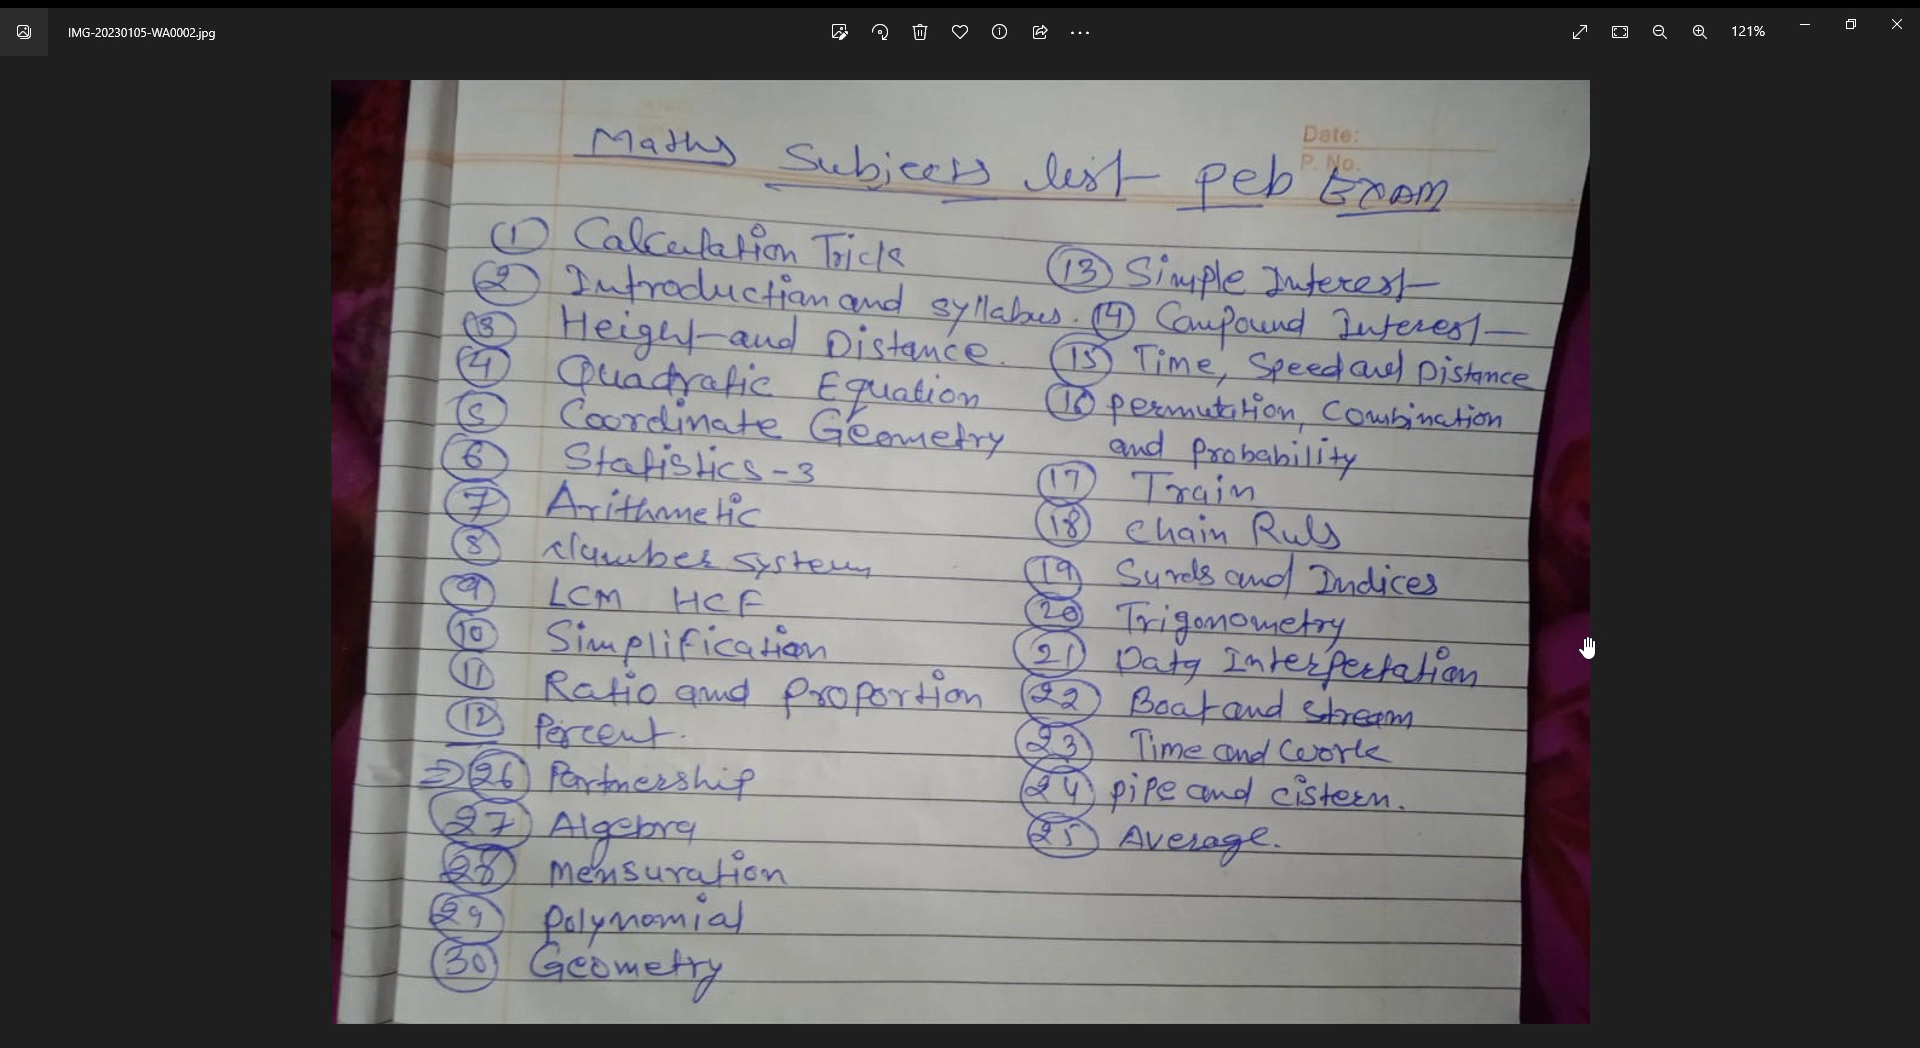 IMG-20230105-WA0002.jpg
121%
Date:
P. No.
Maths Subjects list peb EXAM
1 Calculation Trick
2 Introduction and syllabus.
3 Height and Distance.
4 Quadratic Equation
5 Coordinate Geometry
6 Statistics-3
7 Arithmetic
8 Number system
9 LCM HCF
10 Simplification
11 Ratio and proportion
12 Percent.
⇒ 26 Partnership
27 Algebra
28 Mensuration
29 polynomial
30 Geometry
13 Simple Interest
14 Compound Interest
15 Time, Speed and Distance
16 permutation, Combination
and Probability
17 Train
18 chain Ruls
19 Surds and Indices
20 Trigonometry
21 Data Interpertation
22 Boat and stream
23 Time and work
24 pipe and cistern.
25 Average.